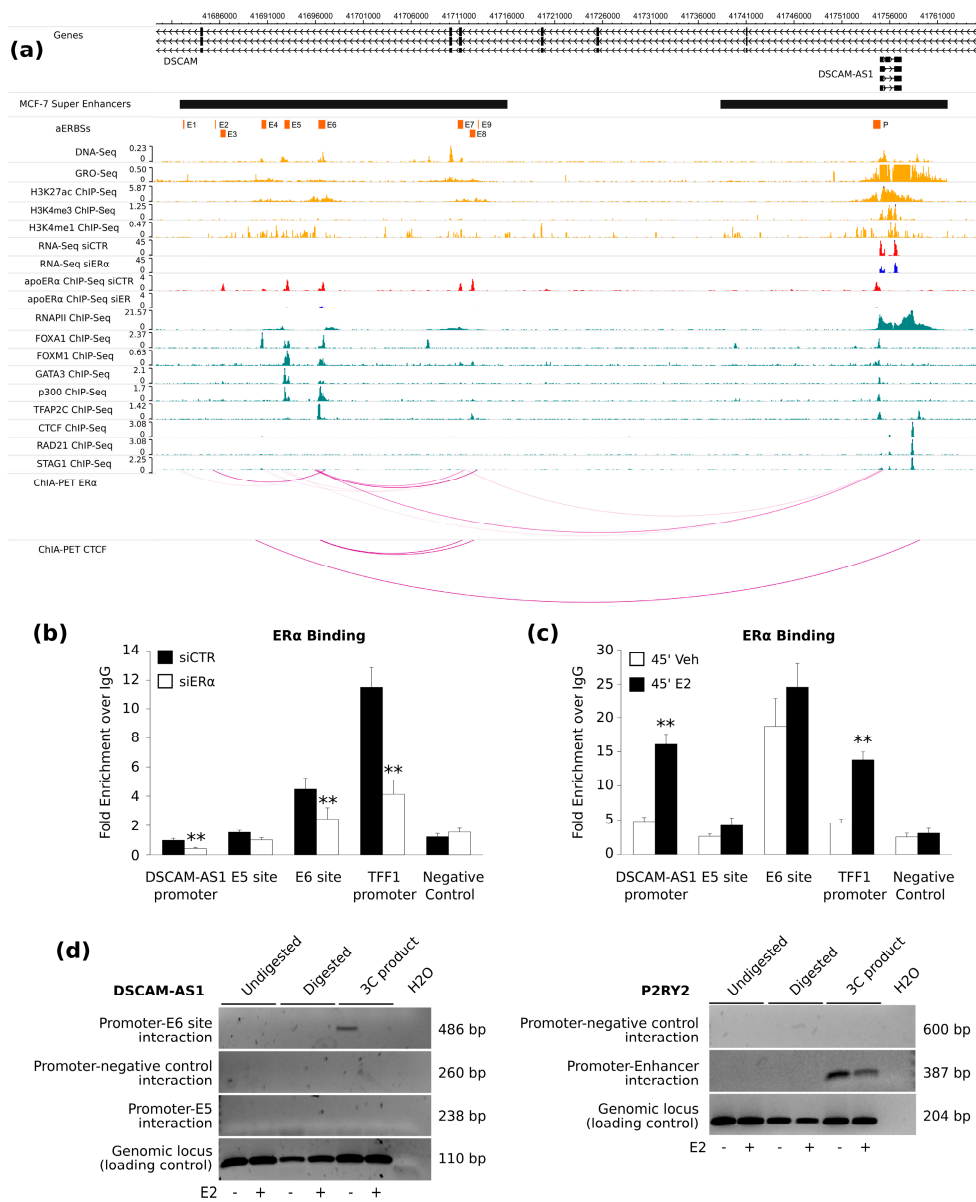 41686000 41691000 41696000 41701000 41706000 41711000 41716000 41721000 41726000 41731000 41736000 41741000 41746000 41751000 41756000 41761000
(a)
Genes
DSCAM
DSCAM-AS1
MCF-7 Super Enhancers
aERBSs
E1 E2 E4 E5 E6 E7 E9 P
E3 E8
DNA-Seq 0.23 0
GRO-Seq 0.50 0
H3K27ac ChIP-Seq 5.87 0
H3K4me3 ChIP-Seq 1.25 0
H3K4me1 ChIP-Seq 0.47 0
RNA-Seq siCTR 45 0
RNA-Seq siERα 45 0
apoERα ChIP-Seq siCTR 4 0
apoERα ChIP-Seq siER 4 0
RNAPII ChIP-Seq 21.57 0
FOXA1 ChIP-Seq 2.37 0
FOXM1 ChIP-Seq 0.63 0
GATA3 ChIP-Seq 2.1 0
p300 ChIP-Seq 1.7 0
TFAP2C ChIP-Seq 1.42 0
CTCF ChIP-Seq 3.08 0
RAD21 ChIP-Seq 3.08 0
STAG1 ChIP-Seq 2.25 0
ChIA-PET ERα
ChIA-PET CTCF
(b)
ERα Binding
Fold Enrichment over IgG
14
12
10
8
6
4
2
0
siCTR
siERα
** ** **
DSCAM-AS1 promoter
E5 site
E6 site
TFF1 promoter
Negative Control
(c)
ERα Binding
Fold Enrichment over IgG
30
25
20
15
10
5
0
45' Veh
45' E2
** **
DSCAM-AS1 promoter
E5 site
E6 site
TFF1 promoter
Negative Control
(d)
DSCAM-AS1
Undigested
Digested
3C product
H2O
Promoter-E6 site interaction
486 bp
Promoter-negative control interaction
260 bp
Promoter-E5 interaction
238 bp
Genomic locus (loading control)
110 bp
E2 - + - + - +
P2RY2
Undigested
Digested
3C product
H2O
Promoter-negative control interaction
600 bp
Promoter-Enhancer interaction
387 bp
Genomic locus (loading control)
204 bp
E2 - + - + - +